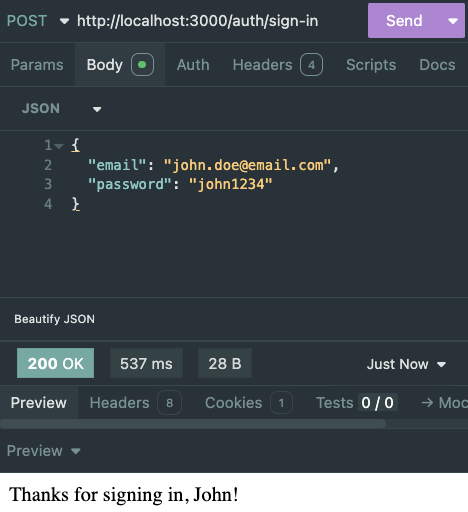 POST http://localhost:3000/auth/sign-in Send
Params Body Auth Headers 4 Scripts Docs
JSON
1 {
2 "email": "john.doe@email.com",
3 "password": "john1234"
4 }
Beautify JSON
200 OK 537 ms 28 B Just Now
Preview Headers 8 Cookies 1 Tests 0 / 0 → Moc
Preview
Thanks for signing in, John!